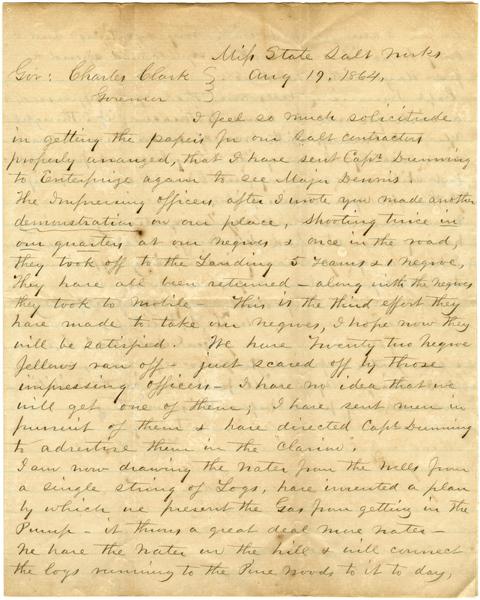 Miss State Salt Works
Gov: Charles Clark } Aug 19, 1864,
Governor
I feel so much solicitude
in getting the papers for our Salt contractors
properly arranged, that I have sent Capt Dunning
to Enterprize again to see Major Dennis.
The Impressing officers, after I wrote you made another
demonstration on our place, shooting twice in
our quarters at our negroes & once in the road,
they took off to the Landing 5 teams & 1 negroe,
They have all been returned – along with the negroes
they took to Mobile – This is the third effort they
have made to take our negroes, I hope now they
will be satisfied. We have Twenty two negroe
fellows ran off – just scared off by those
impressing officers – I have no idea that we
will get one of them; I have sent men in
pursuit of them & have directed Capt Dunning
to advertize them in the Clarion.
I am now drawing the water from the wells from
a single string of Logs, have invented a plan
by which we prevent the Gas from getting in the
Pump – it throws a great deal more water –
We have the water on the hill & will connect
the logs running to the Pine woods to it to day,